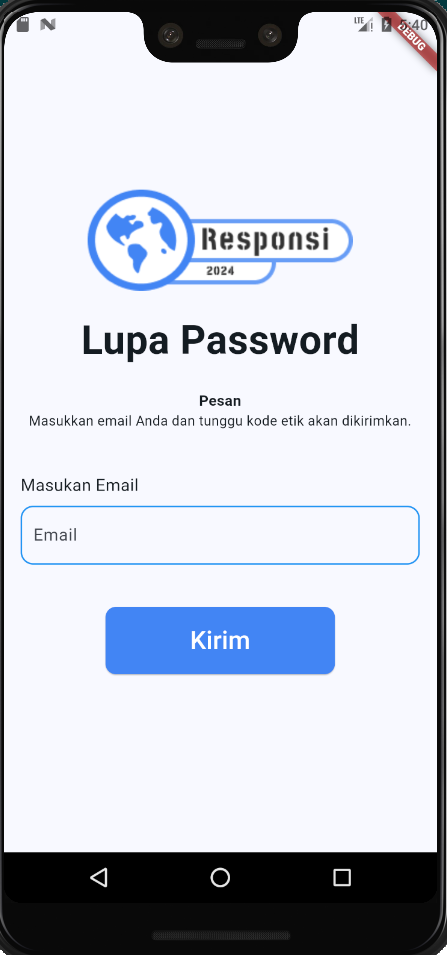 LTE 5:40
DEBUG
Responsi
2024
Lupa Password
Pesan
Masukkan email Anda dan tunggu kode etik akan dikirimkan.
Masukan Email
Email
Kirim